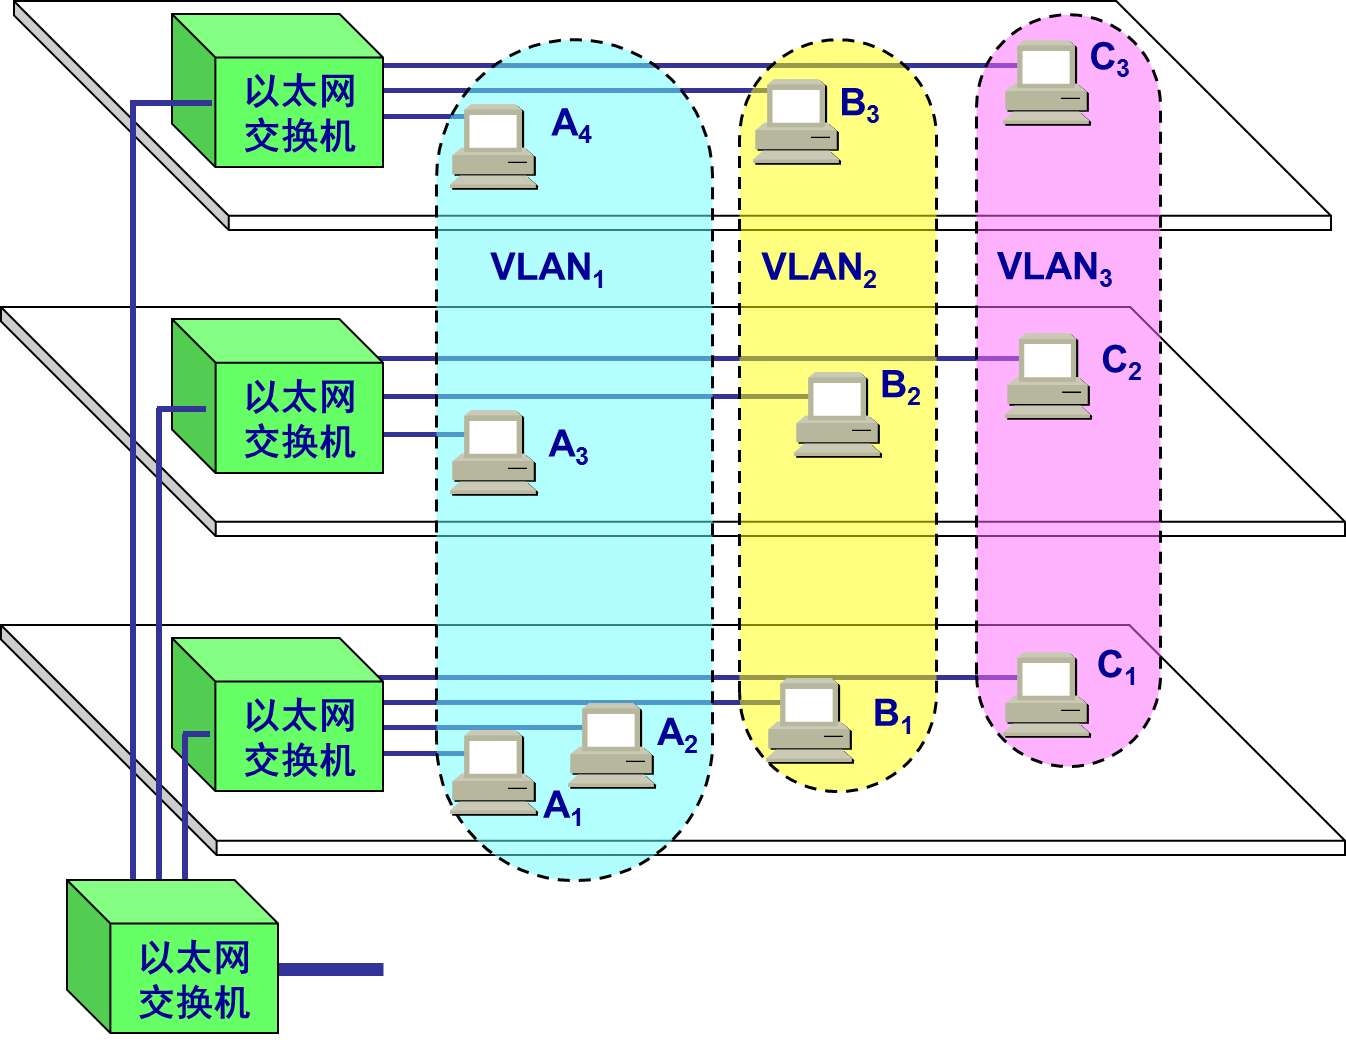 以太网
交换机
A₄
B₃
C₃
VLAN₁
VLAN₂
VLAN₃
以太网
交换机
A₃
B₂
C₂
以太网
交换机
A₁
A₂
B₁
C₁
以太网
交换机